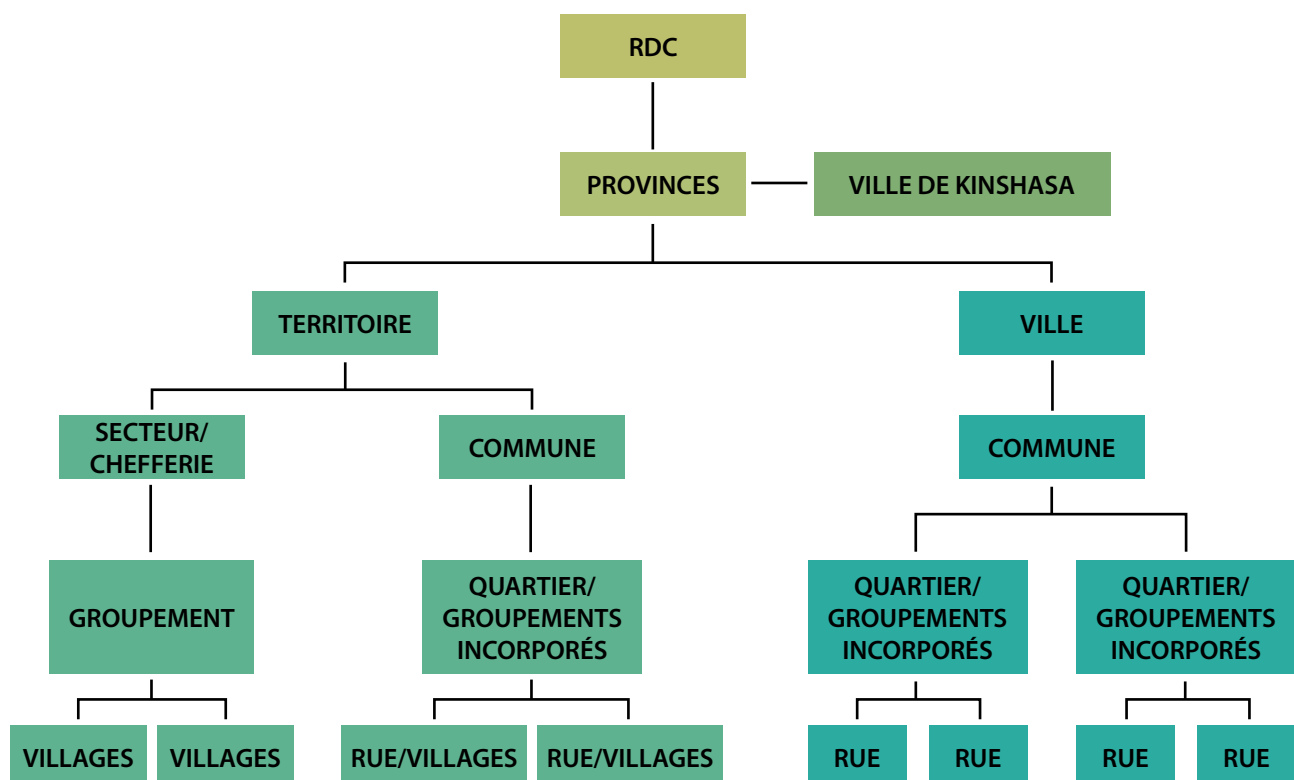 RDC
PROVINCES
VILLE DE KINSHASA
TERRITOIRE
VILLE
SECTEUR/
CHEFFERIE
COMMUNE
COMMUNE
GROUPEMENT
QUARTIER/
GROUPEMENTS
INCORPORÉS
QUARTIER/
GROUPEMENTS
INCORPORÉS
QUARTIER/
GROUPEMENTS
INCORPORÉS
VILLAGES
VILLAGES
RUE/VILLAGES
RUE/VILLAGES
RUE
RUE
RUE
RUE